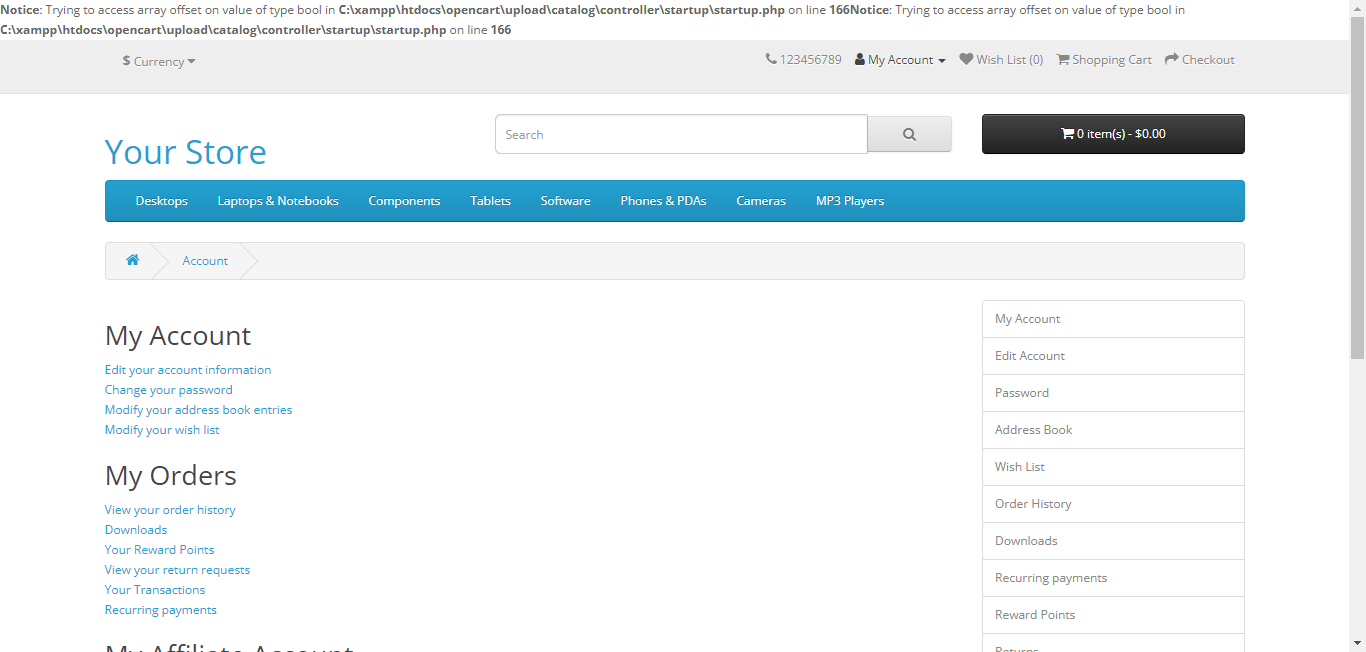 Notice: Trying to access array offset on value of type bool in C:\xampp\htdocs\opencart\upload\catalog\controller\startup\startup.php on line 166Notice: Trying to access array offset on value of type bool in
C:\xampp\htdocs\opencart\upload\catalog\controller\startup\startup.php on line 166
$ Currency 123456789 My Account Wish List (0) Shopping Cart Checkout
Search 0 item(s) - $0.00
Your Store
Desktops Laptops & Notebooks Components Tablets Software Phones & PDAs Cameras MP3 Players
Account
My Account
Edit your account information
Change your password
Modify your address book entries
Modify your wish list
My Orders
View your order history
Downloads
Your Reward Points
View your return requests
Your Transactions
Recurring payments
My Affiliate Account
My Account
Edit Account
Password
Address Book
Wish List
Order History
Downloads
Recurring payments
Reward Points
Returns